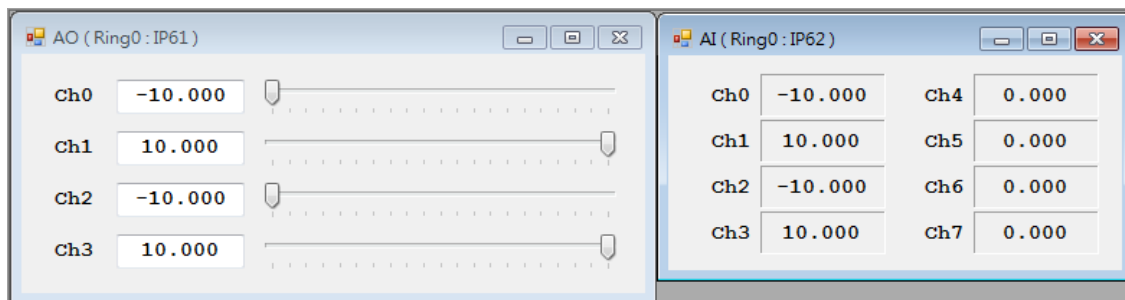 AO ( Ring0 : IP61 )
Ch0 -10.000
Ch1 10.000
Ch2 -10.000
Ch3 10.000
AI ( Ring0 : IP62 )
Ch0 -10.000 Ch4 0.000
Ch1 10.000 Ch5 0.000
Ch2 -10.000 Ch6 0.000
Ch3 10.000 Ch7 0.000